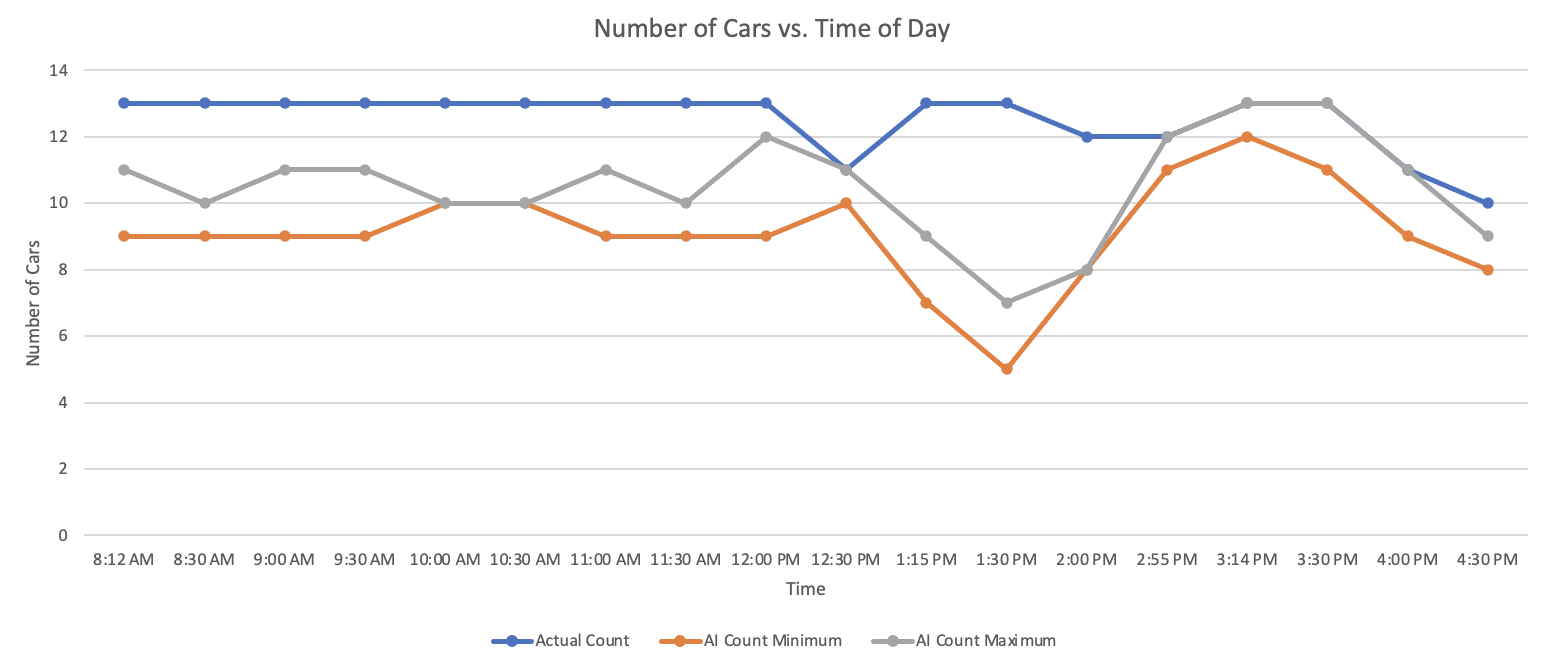 Number of Cars vs. Time of Day
14
12
10
8
6
4
2
0
Number of Cars
8:12 AM 8:30 AM 9:00 AM 9:30 AM 10:00 AM 10:30 AM 11:00 AM 11:30 AM 12:00 PM 12:30 PM 1:15 PM 1:30 PM 2:00 PM 2:55 PM 3:14 PM 3:30 PM 4:00 PM 4:30 PM
Time
Actual Count AI Count Minimum AI Count Maximum